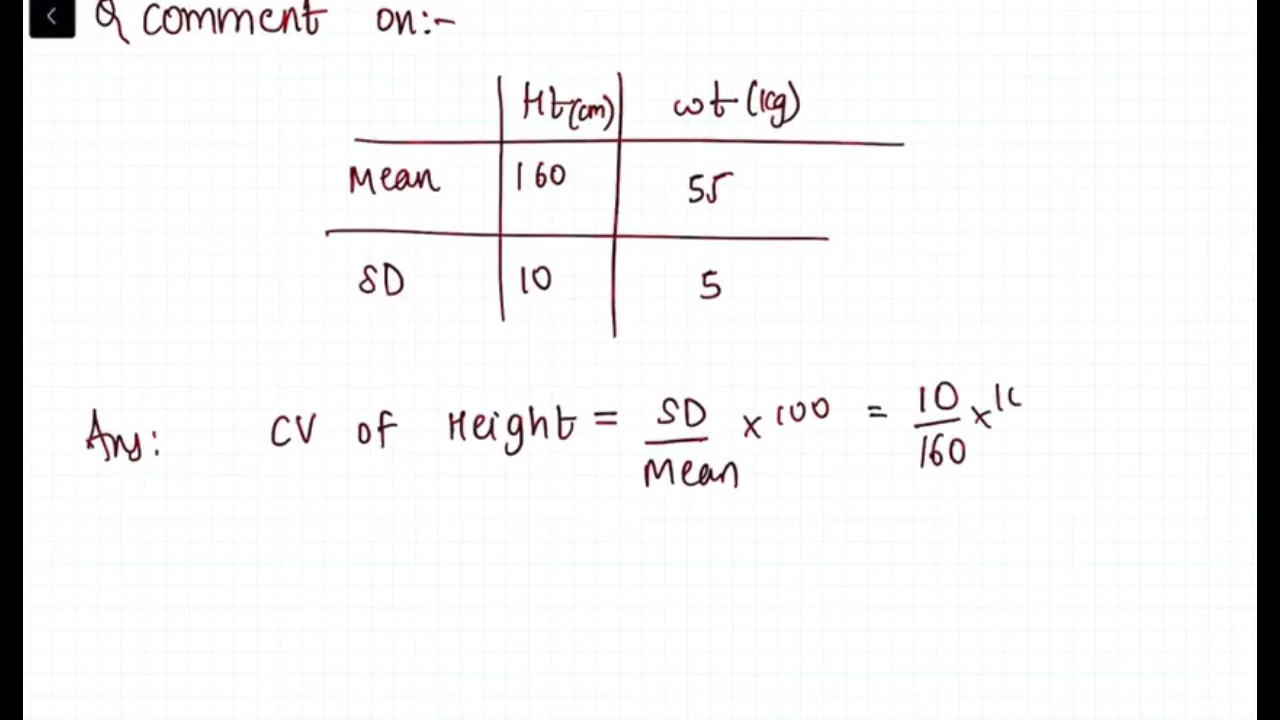 Q comment on:-
Ht(cm) wt (kg)
Mean 160 55
SD 10 5
Ans: CV of Height = SD/Mean x 100 = 10/160 x 10